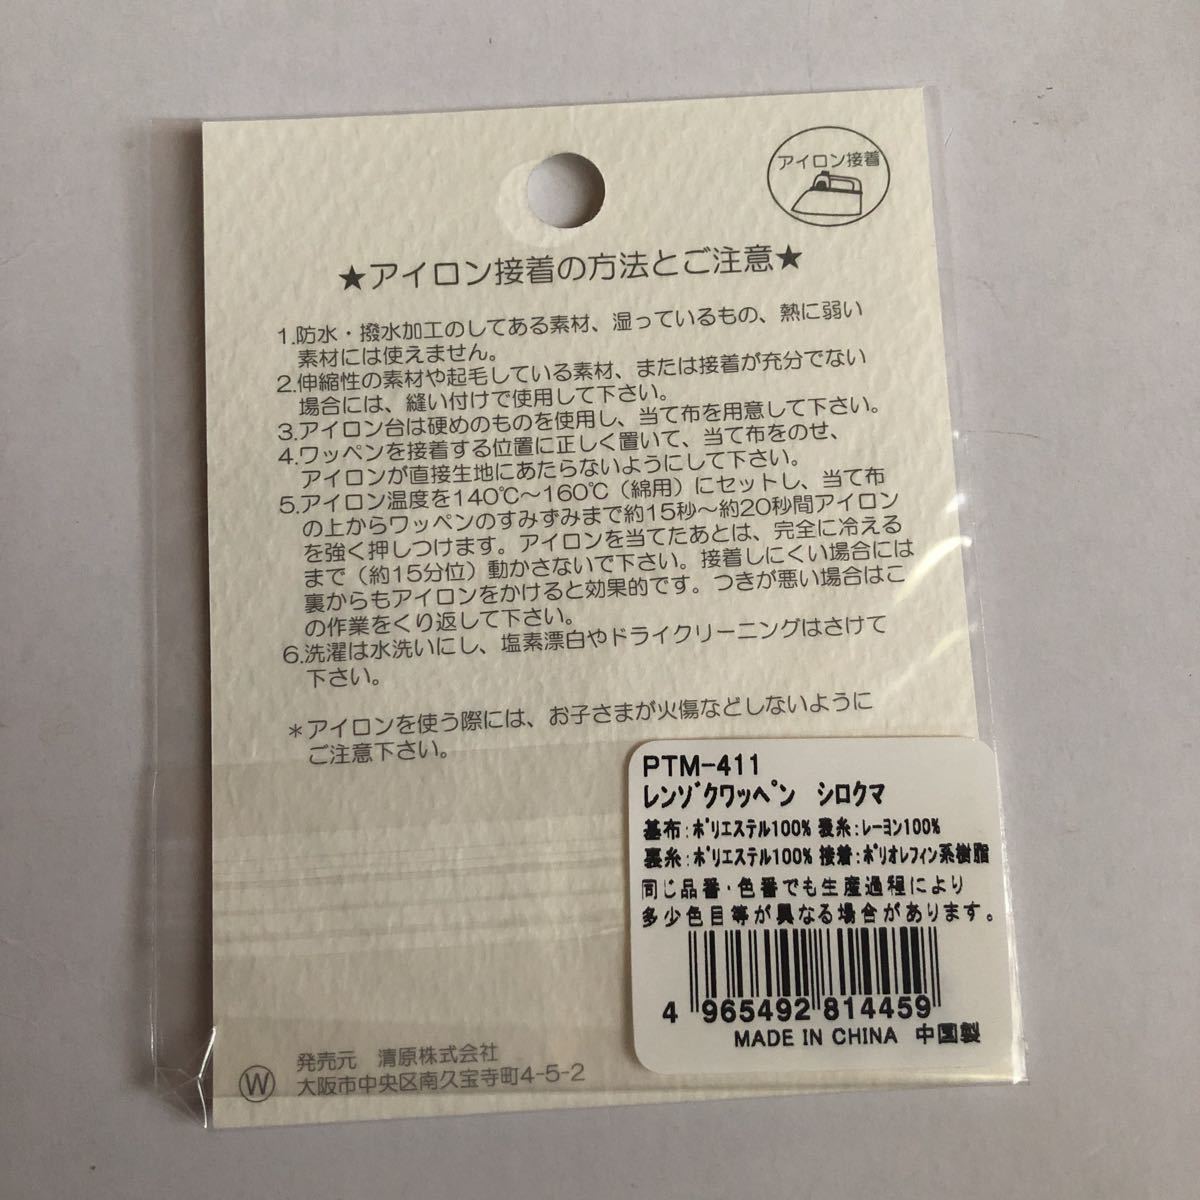 アイロン接着
★アイロン接着の方法とご注意★
1.防水・撥水加工のしてある素材、湿っているもの、熱に弱い
素材には使えません。
2.伸縮性の素材や起毛している素材、または接着が充分でない
場合には、縫い付けで使用して下さい。
3.アイロン台は硬めのものを使用し、当て布を用意して下さい。
4.ワッペンを接着する位置に正しく置いて、当て布をのせ、
アイロンが直接生地にあたらないようにして下さい。
5.アイロン温度を140℃〜160℃（綿用）にセットし、当て布
の上からワッペンのすみずみまで約15秒〜約20秒間アイロン
を強く押しつけます。アイロンを当てたあとは、完全に冷える
まで（約15分位）動かさないで下さい。接着しにくい場合には
裏からもアイロンをかけると効果的です。つきが悪い場合はこ
の作業をくり返して下さい。
6.洗濯は水洗いにし、塩素漂白やドライクリーニングはさけて
下さい。
＊アイロンを使う際には、お子さまが火傷などしないように
ご注意下さい。
PTM-411
ﾚﾝｿﾞｸﾜｯﾍﾟﾝ ｼﾛｸﾏ
基布:ﾎﾟﾘｴｽﾃﾙ100% 表糸:ﾚｰﾖﾝ100%
裏糸:ﾎﾟﾘｴｽﾃﾙ100% 接着:ﾎﾟﾘｵﾚﾌｨﾝ系樹脂
同じ品番・色番でも生産過程により
多少色目等が異なる場合があります。
4 965492 814459
MADE IN CHINA 中国製
発売元 清原株式会社
W 大阪市中央区南久宝寺町4-5-2